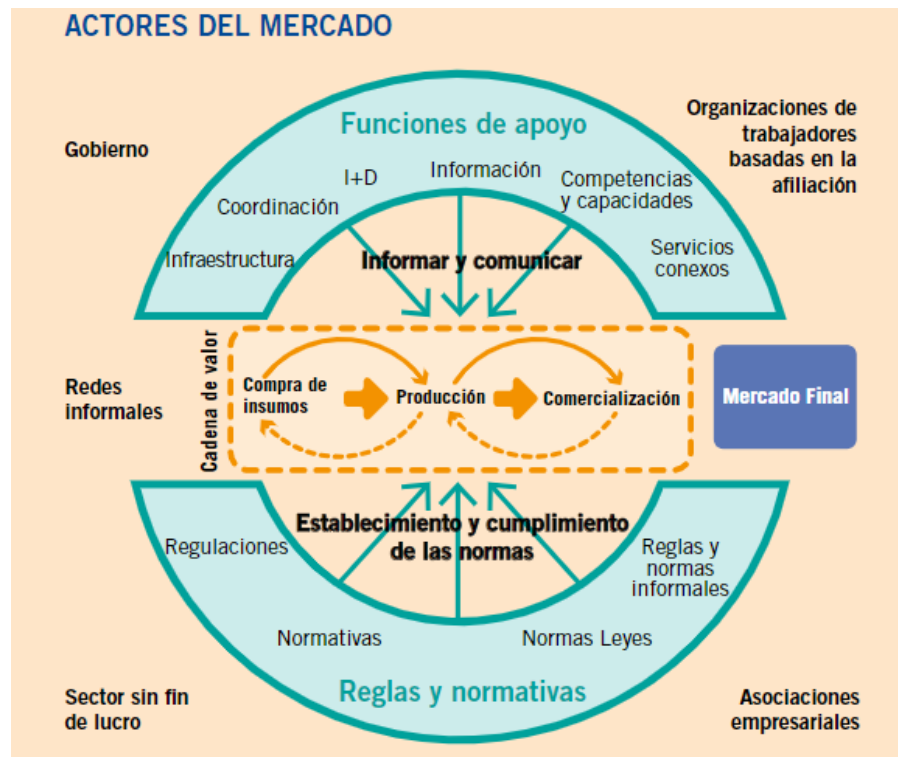 ACTORES DEL MERCADO
Gobierno
Organizaciones de
trabajadores
basadas en la
afiliación
Funciones de apoyo
Infraestructura
Coordinación
I+D
Información
Competencias
y capacidades
Servicios
conexos
Informar y comunicar
Redes
informales
Cadena de valor
Compra de
insumos
Producción
Comercialización
Mercado Final
Establecimiento y cumplimiento
de las normas
Regulaciones
Normativas
Normas Leyes
Reglas y
normas
informales
Reglas y normativas
Sector sin fin
de lucro
Asociaciones
empresariales